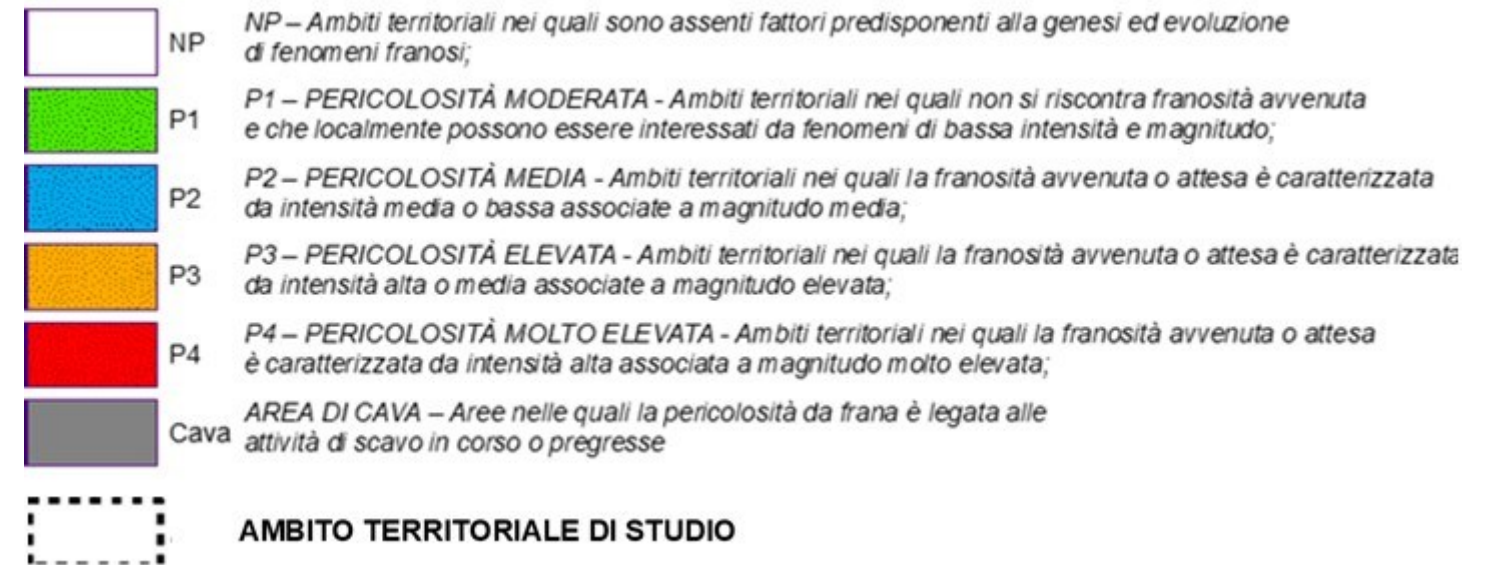 NP
NP – Ambiti territoriali nei quali sono assenti fattori predisponenti alla genesi ed evoluzione
di fenomeni franosi;
P1
P1 – PERICOLOSITÀ MODERATA - Ambiti territoriali nei quali non si riscontra franosità avvenuta
e che localmente possono essere interessati da fenomeni di bassa intensità e magnitudo;
P2
P2 – PERICOLOSITÀ MEDIA - Ambiti territoriali nei quali la franosità avvenuta o attesa è caratterizzata
da intensità media o bassa associate a magnitudo media;
P3
P3 – PERICOLOSITÀ ELEVATA - Ambiti territoriali nei quali la franosità avvenuta o attesa è caratterizzata
da intensità alta o media associate a magnitudo elevata;
P4
P4 – PERICOLOSITÀ MOLTO ELEVATA - Ambiti territoriali nei quali la franosità avvenuta o attesa
è caratterizzata da intensità alta associata a magnitudo molto elevata;
Cava
AREA DI CAVA – Aree nelle quali la pericolosità da frana è legata alle
attività di scavo in corso o pregresse
AMBITO TERRITORIALE DI STUDIO